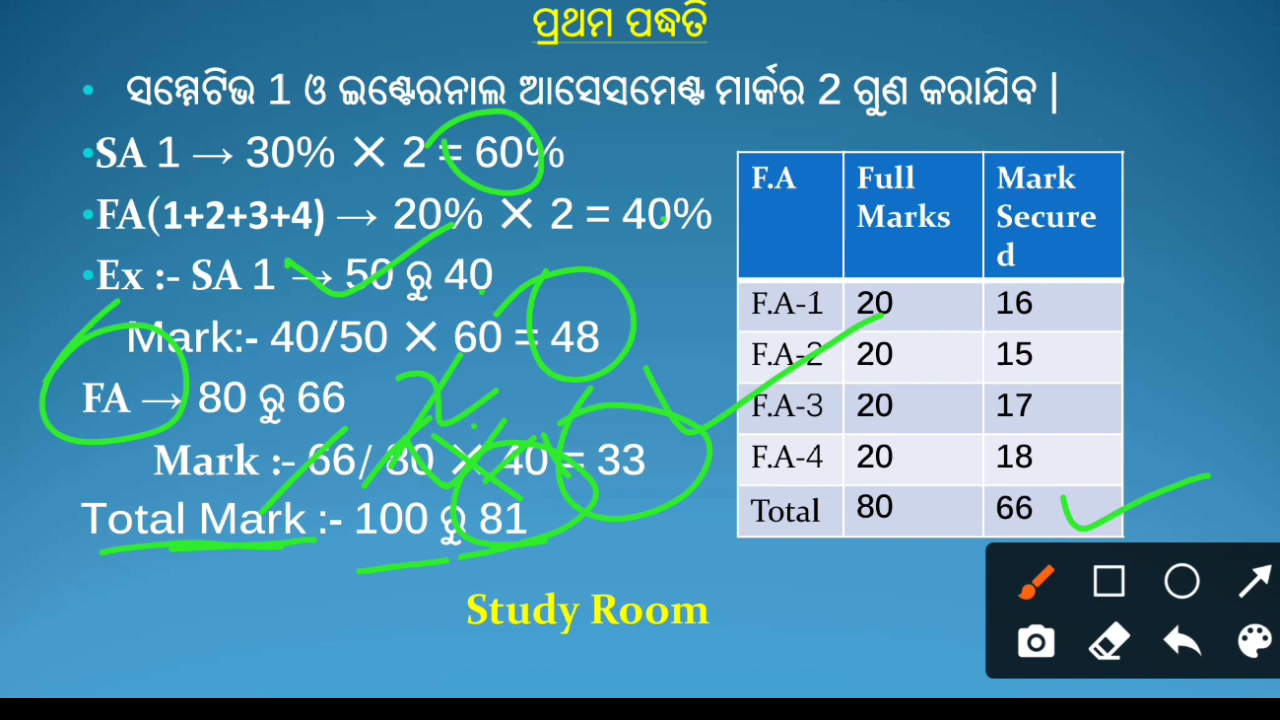 ପ୍ରଥମ ପଦ୍ଧତି
• ସମ୍ମେଟିଭ 1 ଓ ଇଣ୍ଟେରନାଲ ଆସେସମେଣ୍ଟ ମାର୍କର 2 ଗୁଣ କରାଯିବ |
•SA 1 → 30% × 2 = 60%
•FA(1+2+3+4) → 20% × 2 = 40%
•Ex :- SA 1 → 50 ରୁ 40
Mark:- 40/50 × 60 = 48
FA → 80 ରୁ 66
Mark :- 66/ 80 × 40 = 33
Total Mark :- 100 ରୁ 81
F.A Full Marks Mark Secured
F.A-1 20 16
F.A-2 20 15
F.A-3 20 17
F.A-4 20 18
Total 80 66
Study Room